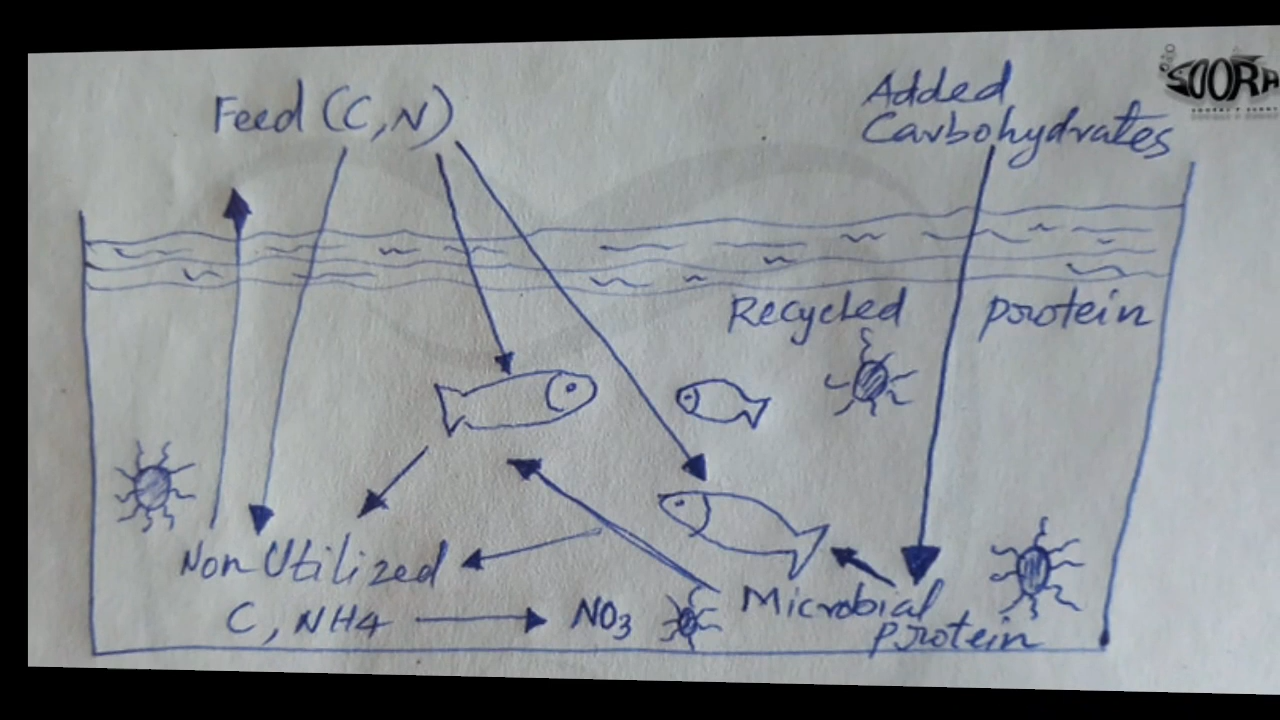 Feed (C,N)
Added
Carbohydrates
SOORA
Recycled protein
Non Utilized
C, NH4 → NO3
Microbial
protein